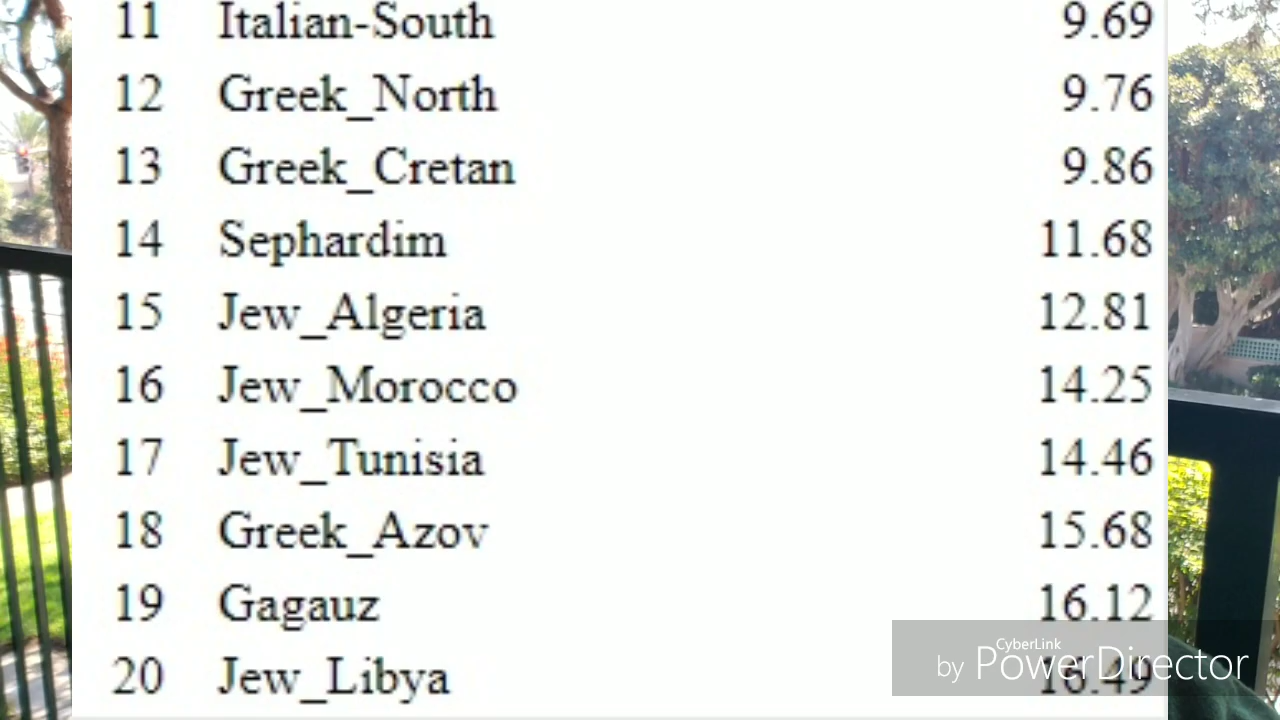 11 Italian-South 9.69
12 Greek_North 9.76
13 Greek_Cretan 9.86
14 Sephardim 11.68
15 Jew_Algeria 12.81
16 Jew_Morocco 14.25
17 Jew_Tunisia 14.46
18 Greek_Azov 15.68
19 Gagauz 16.12
20 Jew_Libya 16.49
CyberLink
by PowerDirector